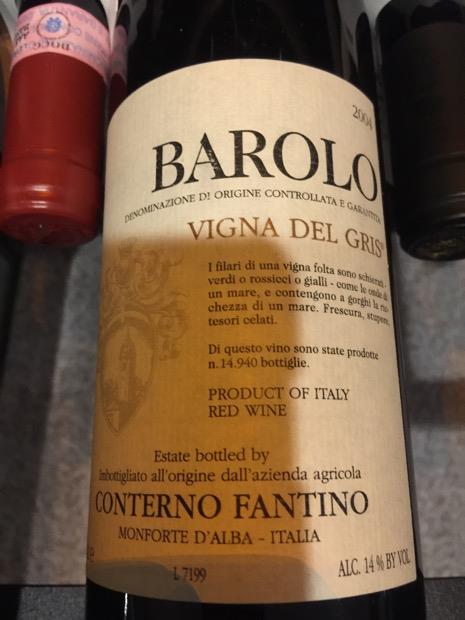 2004
BAROLO
DENOMINAZIONE DI ORIGINE CONTROLLATA E GARANTITA
VIGNA DEL GRIS®
I filari di una vigna folta sono schierati -
verdi o rossicci o gialli - come le onde di
un mare, e contengono a gorghi la ric-
chezza di un mare. Frescura, stupore,
tesori celati.
Di questo vino sono state prodotte
n.14.940 bottiglie.
PRODUCT OF ITALY
RED WINE
Estate bottled by
Imbottigliato all'origine dall'azienda agricola
CONTERNO FANTINO
MONFORTE D'ALBA - ITALIA
L 7199
ALC. 14 % BY VOL